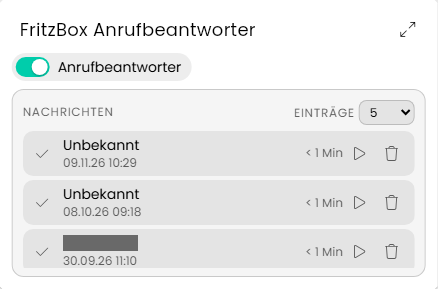 FritzBox Anrufbeantworter
Anrufbeantworter
NACHRICHTEN EINTRÄGE 5
Unbekannt
09.11.26 10:29
< 1 Min
Unbekannt
08.10.26 09:18
< 1 Min
30.09.26 11:10
< 1 Min